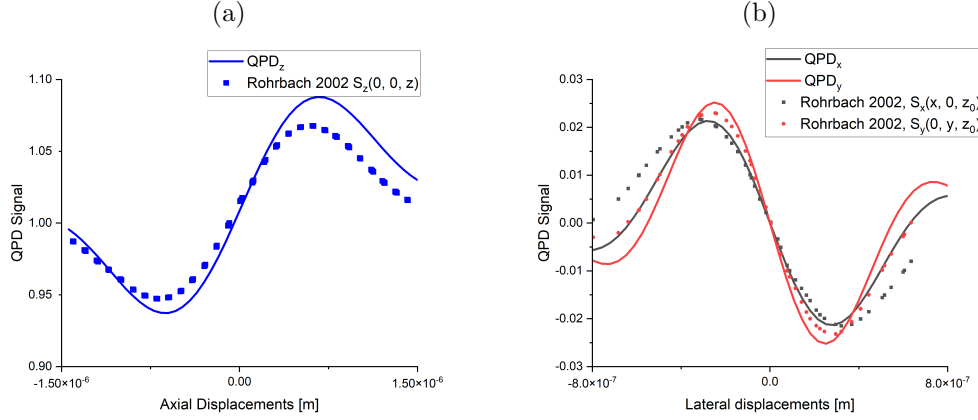 (a)
(b)
QPDz
Rohrbach 2002 Sz(0, 0, z)
1.10
1.05
1.00
0.95
0.90
QPD Signal
-1.50×10⁻⁶
0.00
1.50×10⁻⁶
Axial Displacements [m]
QPDx
QPDy
Rohrbach 2002, Sx(x, 0, z₀)
Rohrbach 2002, Sy(0, y, z₀)
0.03
0.02
0.01
0.00
-0.01
-0.02
-0.03
QPD Signal
-8.0×10⁻⁷
0.0
8.0×10⁻⁷
Lateral displacements [m]